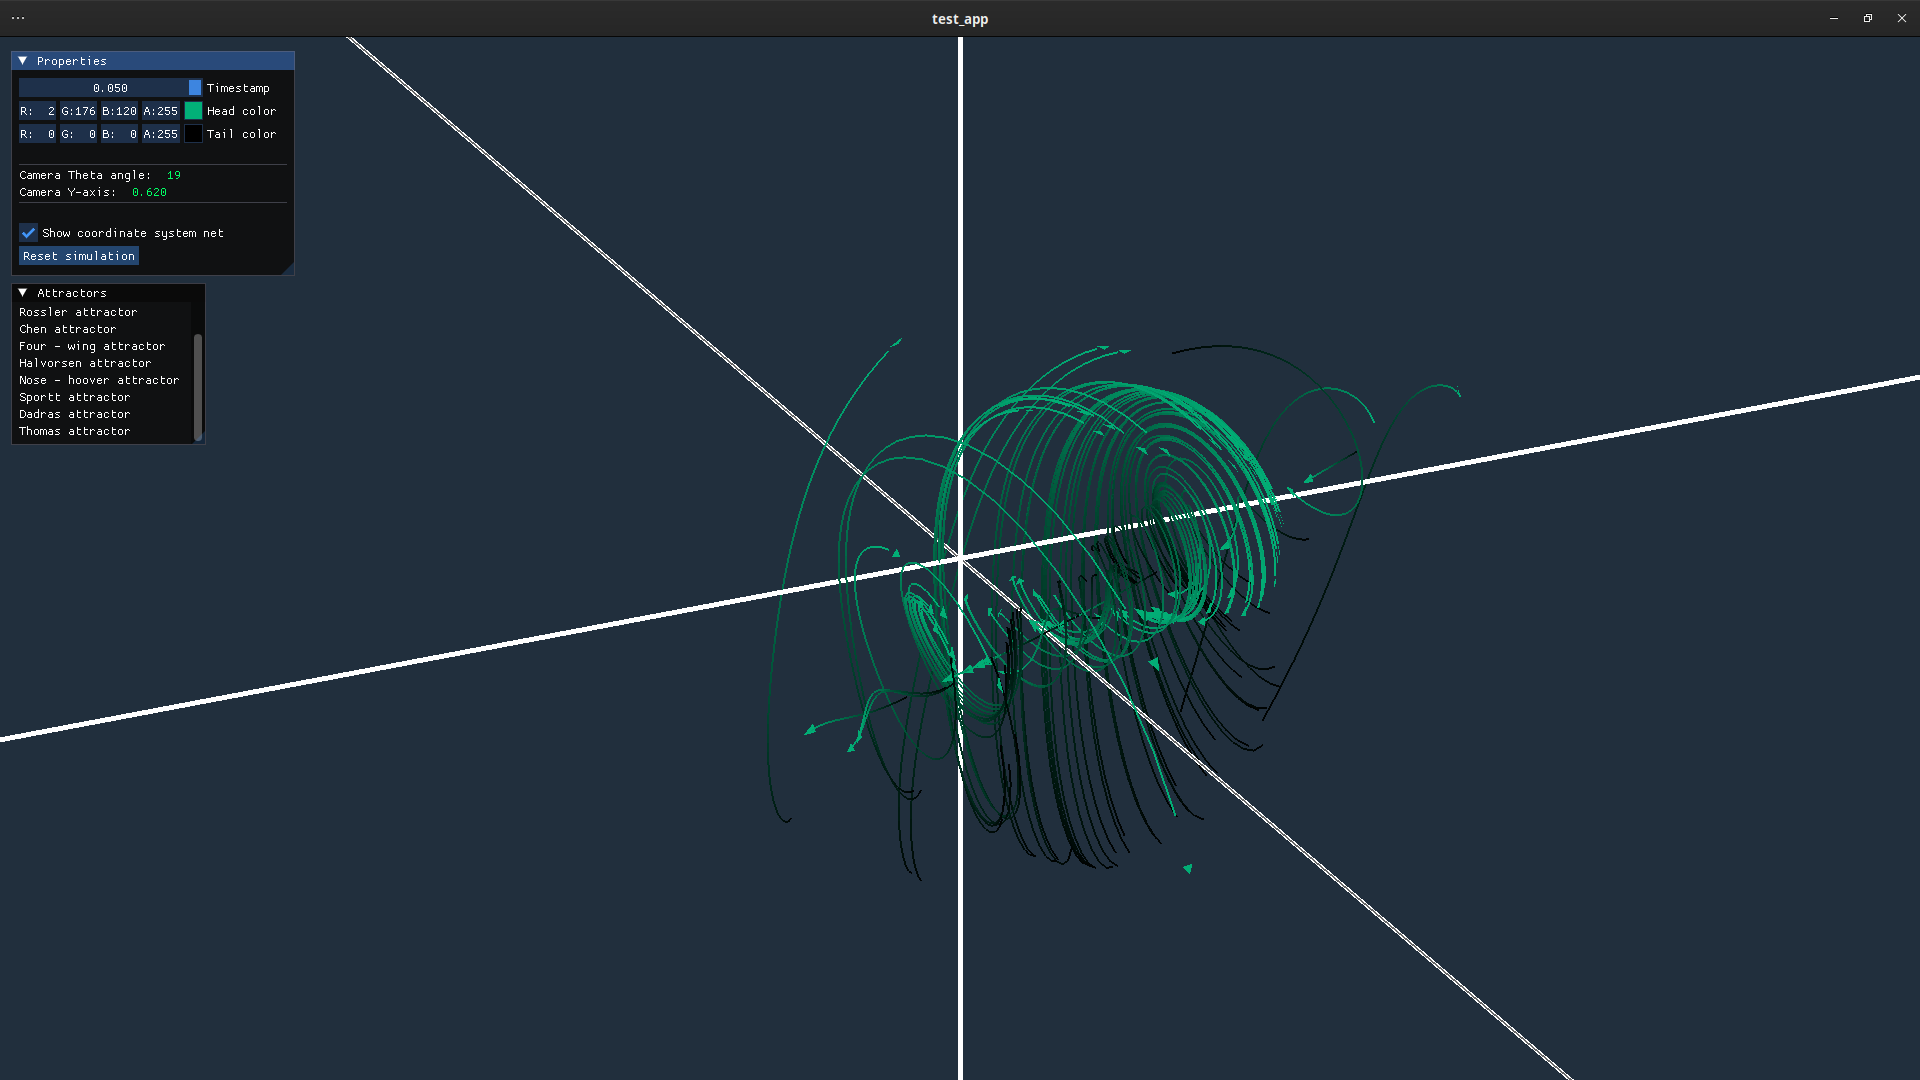 test_app
Properties
0.050 Timestamp
R: 2 G:176 B:120 A:255 Head color
R: 0 G: 0 B: 0 A:255 Tail color
Camera Theta angle: 19
Camera Y-axis: 0.620
Show coordinate system net
Reset simulation
Attractors
Rossler attractor
Chen attractor
Four - wing attractor
Halvorsen attractor
Nose - hoover attractor
Sportt attractor
Dadras attractor
Thomas attractor